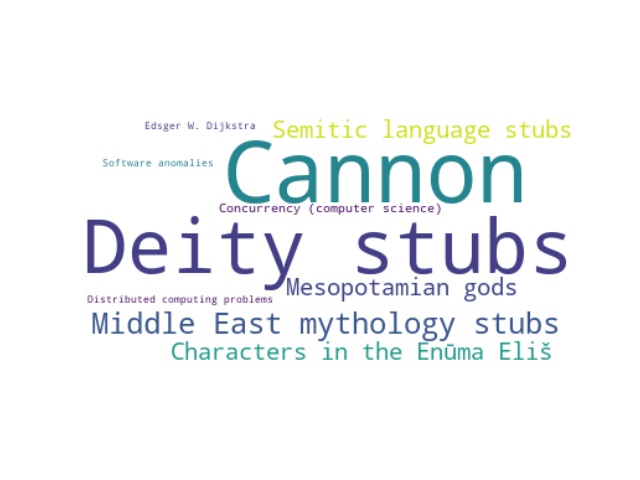 Edsger W. Dijkstra
Semitic language stubs
Software anomalies
Cannon
Concurrency (computer science)
Deity stubs
Mesopotamian gods
Distributed computing problems
Middle East mythology stubs
Characters in the Enūma Eliš